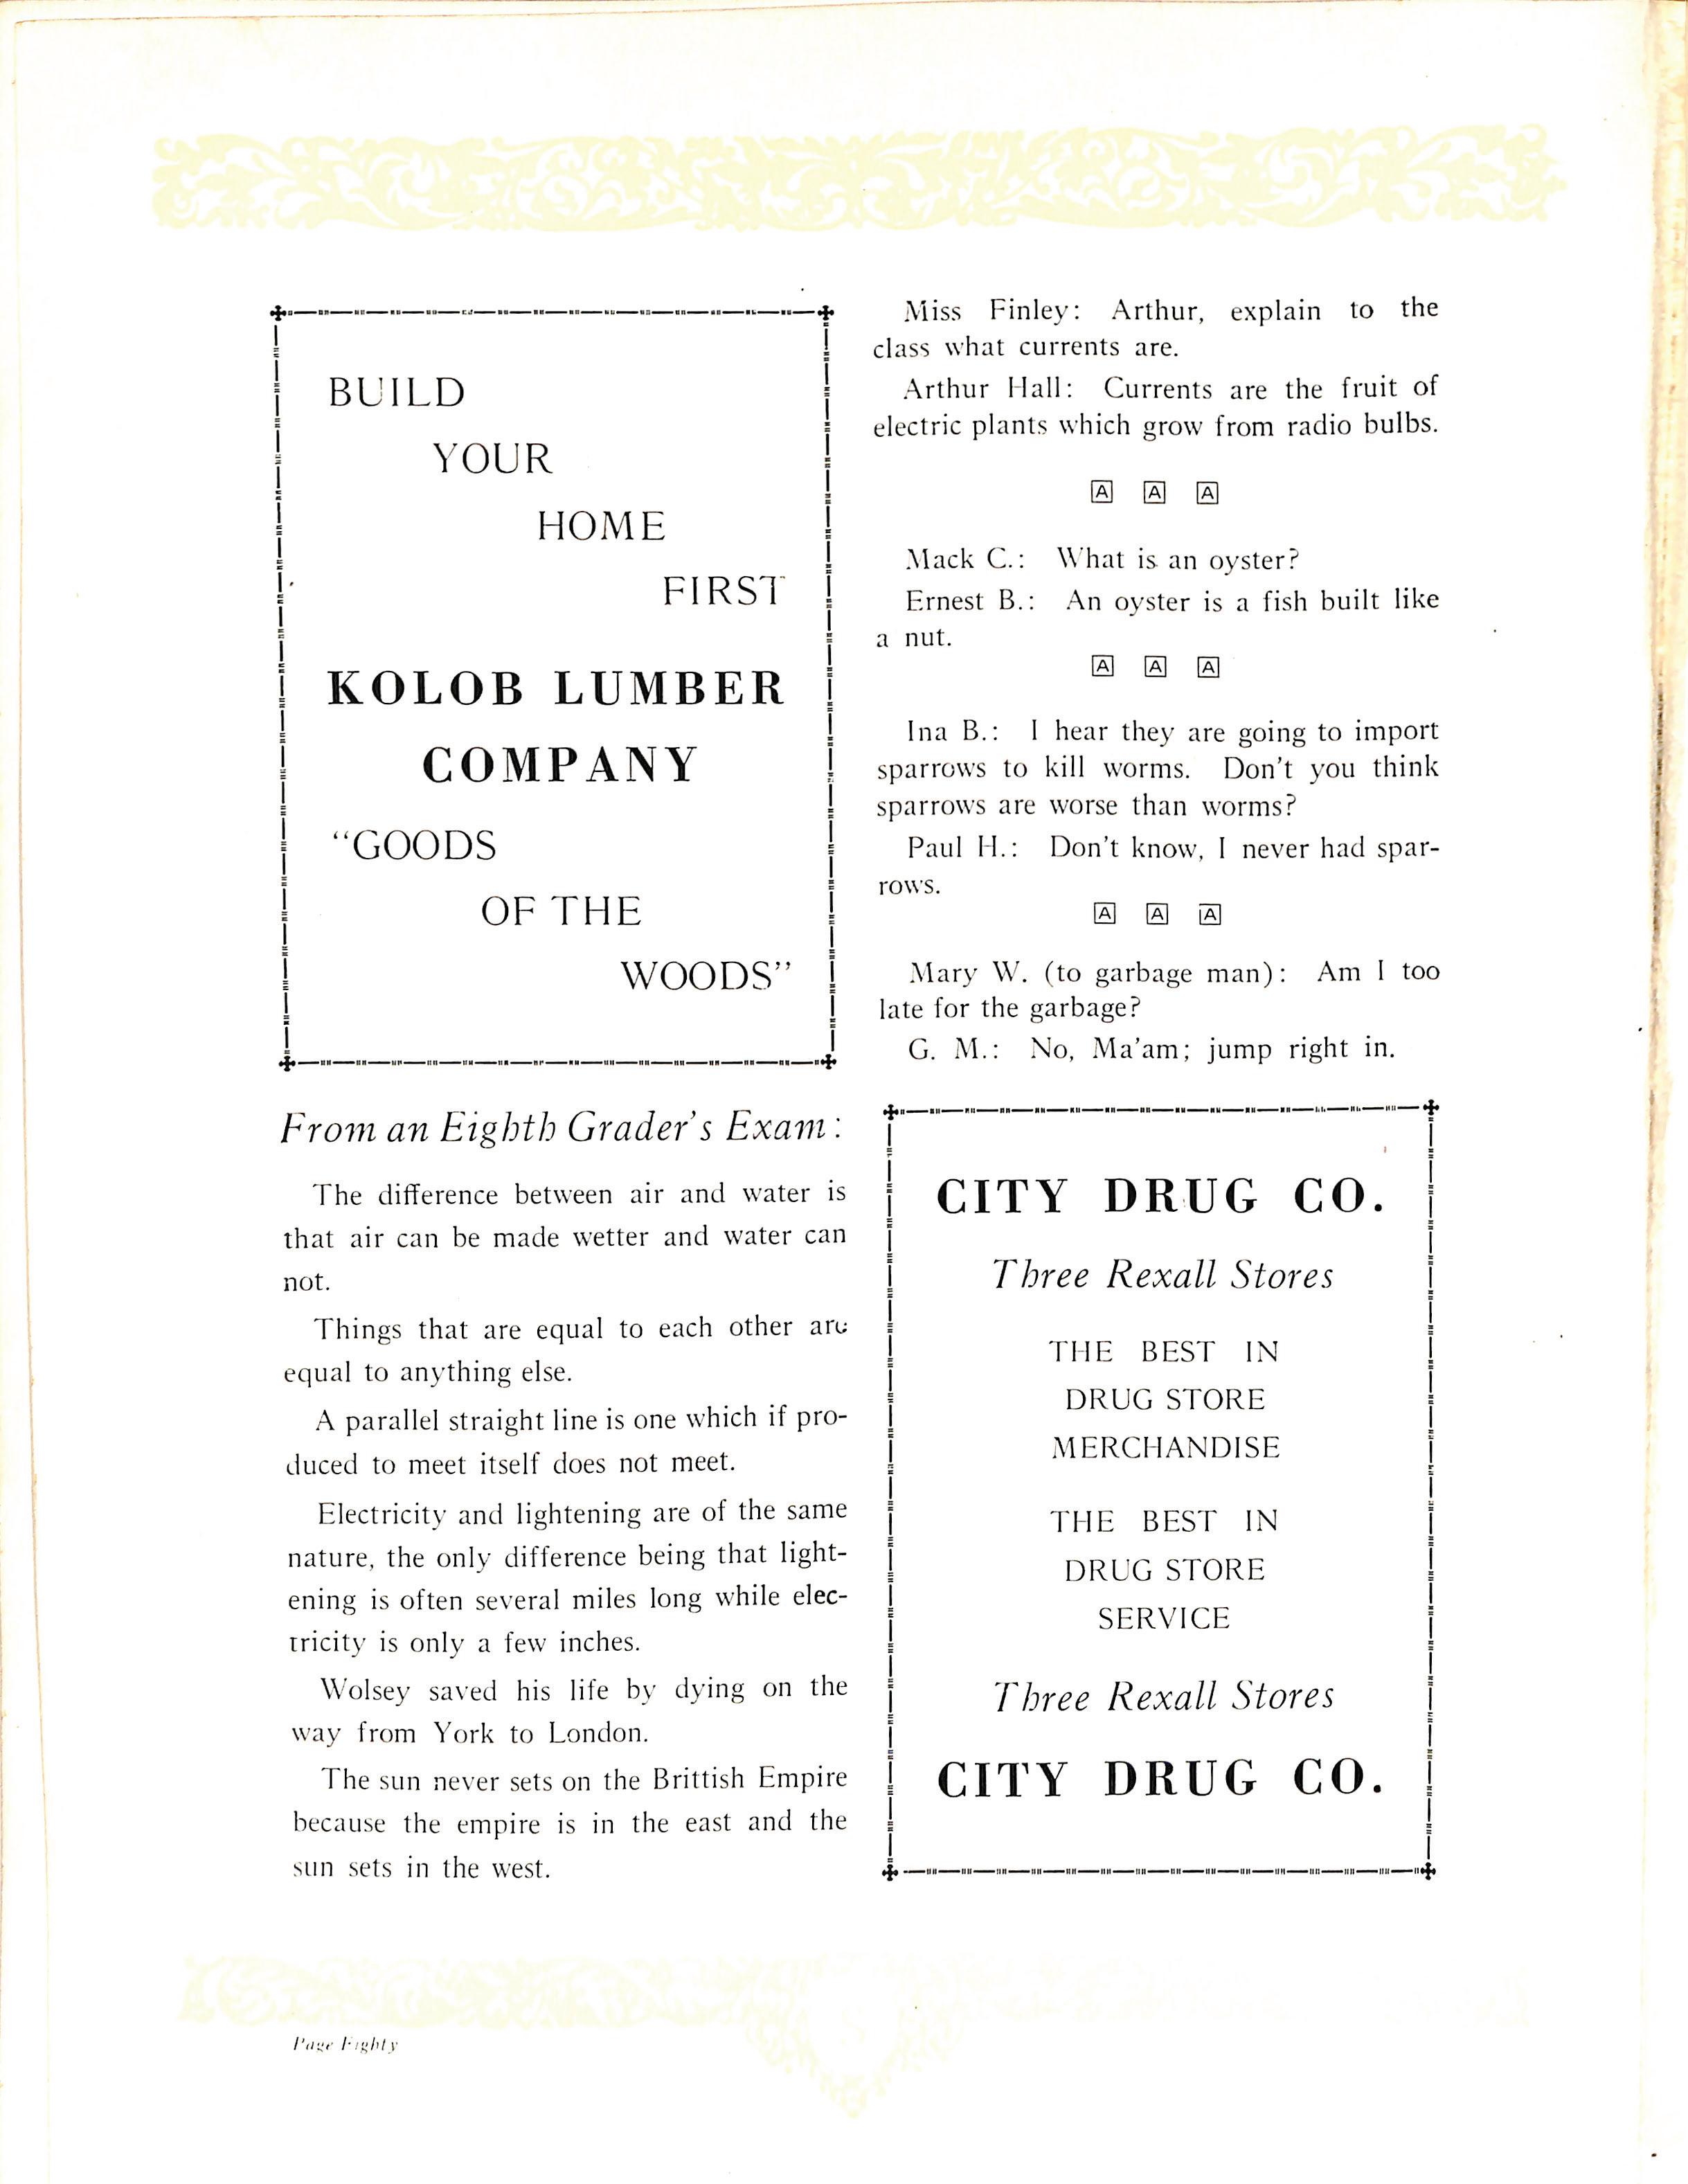 BUILD
YOUR
HOME
FIRST
KOLOB LUMBER
COMPANY
“GOODS
OF THE
WOODS”
From an Eighth Grader's Exam:
The difference between air and water is
that air can be made wetter and water can
not.
Things that are equal to each other are
equal to anything else.
A parallel straight line is one which if pro-
duced to meet itself does not meet.
Electricity and lightening are of the same
nature, the only difference being that light-
ening is often several miles long while elec-
tricity is only a few inches.
Wolsey saved his life by dying on the
way from York to London.
The sun never sets on the Brittish Empire
because the empire is in the east and the
sun sets in the west.
Miss Finley: Arthur, explain to the
class what currents are.
Arthur Hall: Currents are the fruit of
electric plants which grow from radio bulbs.
A A A
Mack C.: What is an oyster?
Ernest B.: An oyster is a fish built like
a nut.
A A A
Ina B.: I hear they are going to import
sparrows to kill worms. Don't you think
sparrows are worse than worms?
Paul H.: Don't know, I never had spar-
rows.
A A A
Mary W. (to garbage man): Am I too
late for the garbage?
G. M.: No, Ma'am; jump right in.
CITY DRUG CO.
Three Rexall Stores
THE BEST IN
DRUG STORE
MERCHANDISE
THE BEST IN
DRUG STORE
SERVICE
Three Rexall Stores
CITY DRUG CO.
Page Eighty